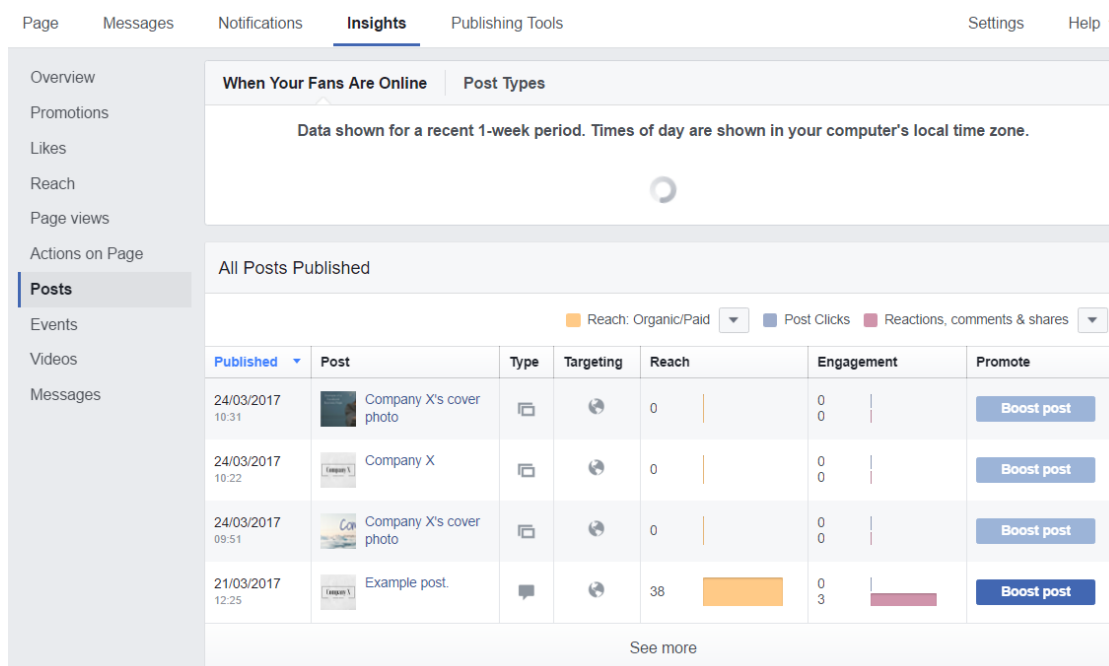 Page Messages Notifications Insights Publishing Tools Settings Help
Overview
Promotions
Likes
Reach
Page views
Actions on Page
Posts
Events
Videos
Messages
When Your Fans Are Online Post Types
Data shown for a recent 1-week period. Times of day are shown in your computer's local time zone.
All Posts Published
Reach: Organic/Paid Post Clicks Reactions, comments & shares
Published Post Type Targeting Reach Engagement Promote
24/03/2017 Company X's cover 0 0 Boost post
10:31 photo 0
24/03/2017 Company X 0 0 Boost post
10:22 Company X 0
24/03/2017 Company X's cover 0 0 Boost post
09:51 photo 0
21/03/2017 Example post. 38 0 Boost post
12:25 Company X 3
See more